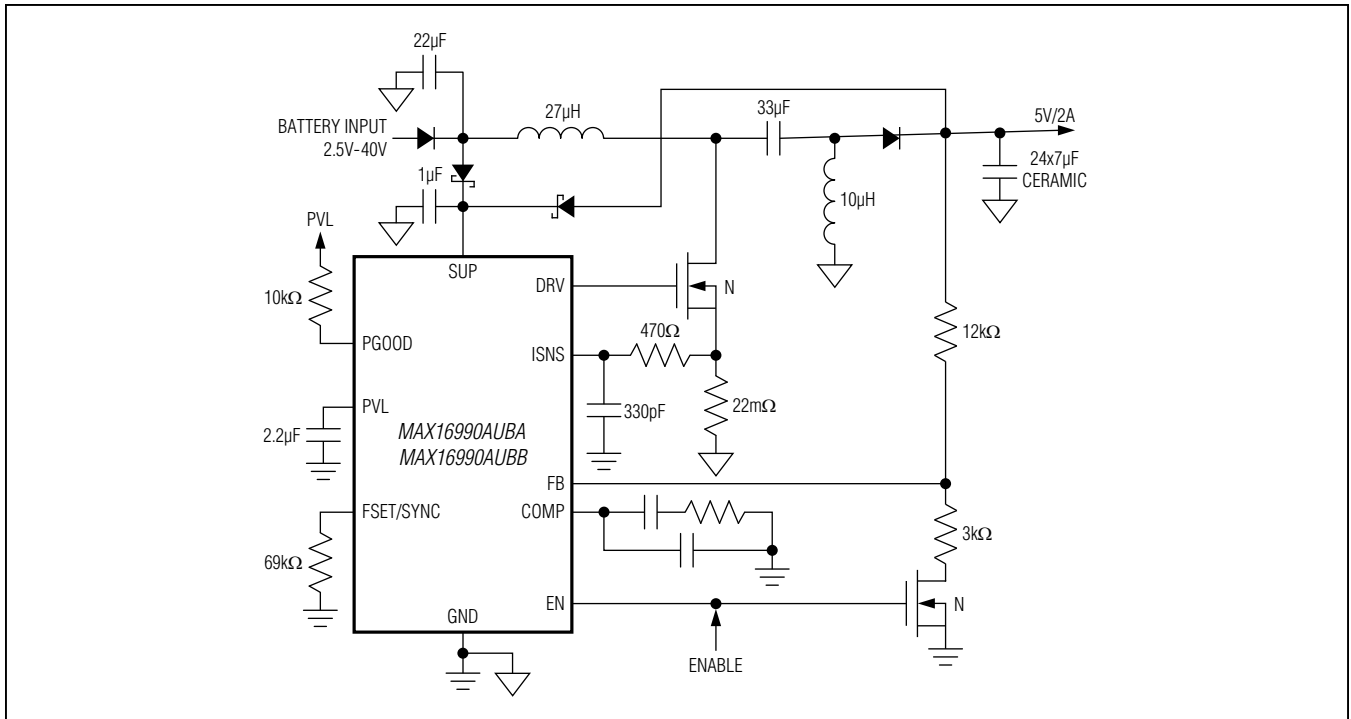 22µF
27µH
33µF
5V/2A
BATTERY INPUT
2.5V-40V
24x7µF
CERAMIC
1µF
10µH
PVL
SUP
DRV
N
10kΩ
470Ω
12kΩ
PGOOD
ISNS
PVL
330pF
22mΩ
2.2µF
MAX16990AUBA
MAX16990AUBB
FB
FSET/SYNC
COMP
3kΩ
69kΩ
EN
N
GND
ENABLE